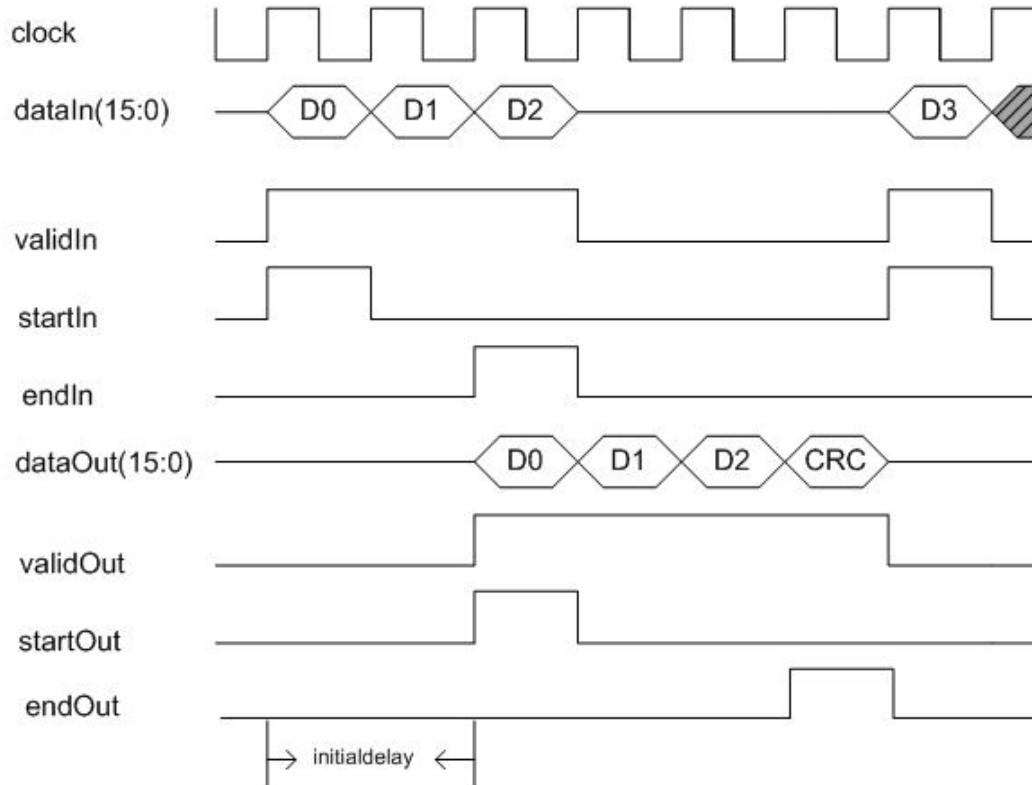 clock
dataIn(15:0) D0 D1 D2 D3
validIn
startIn
endIn
dataOut(15:0) D0 D1 D2 CRC
validOut
startOut
endOut
initialdelay